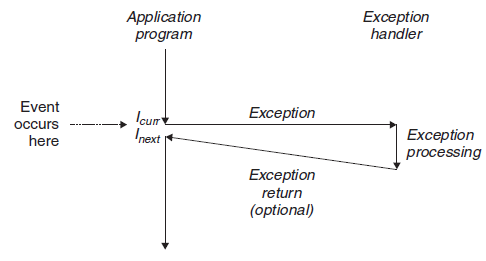 Application
program
Exception
handler
Event
occurs
here
Icurr
Inext
Exception
Exception
processing
Exception
return
(optional)